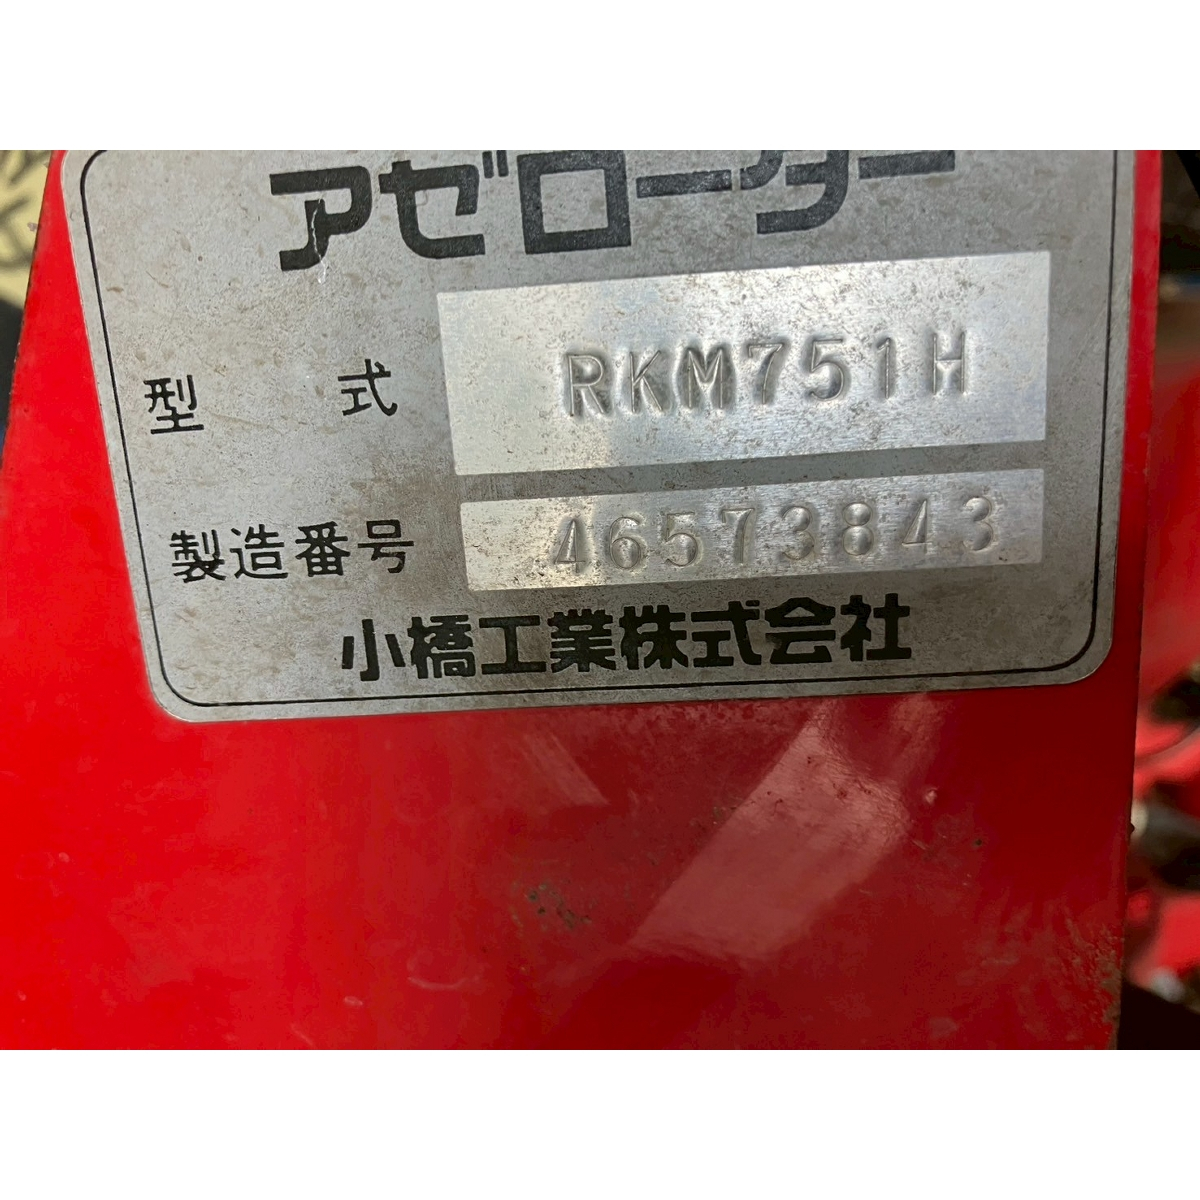 アゼローター
型式 RKM751H
製造番号 46573843
小橋工業株式会社